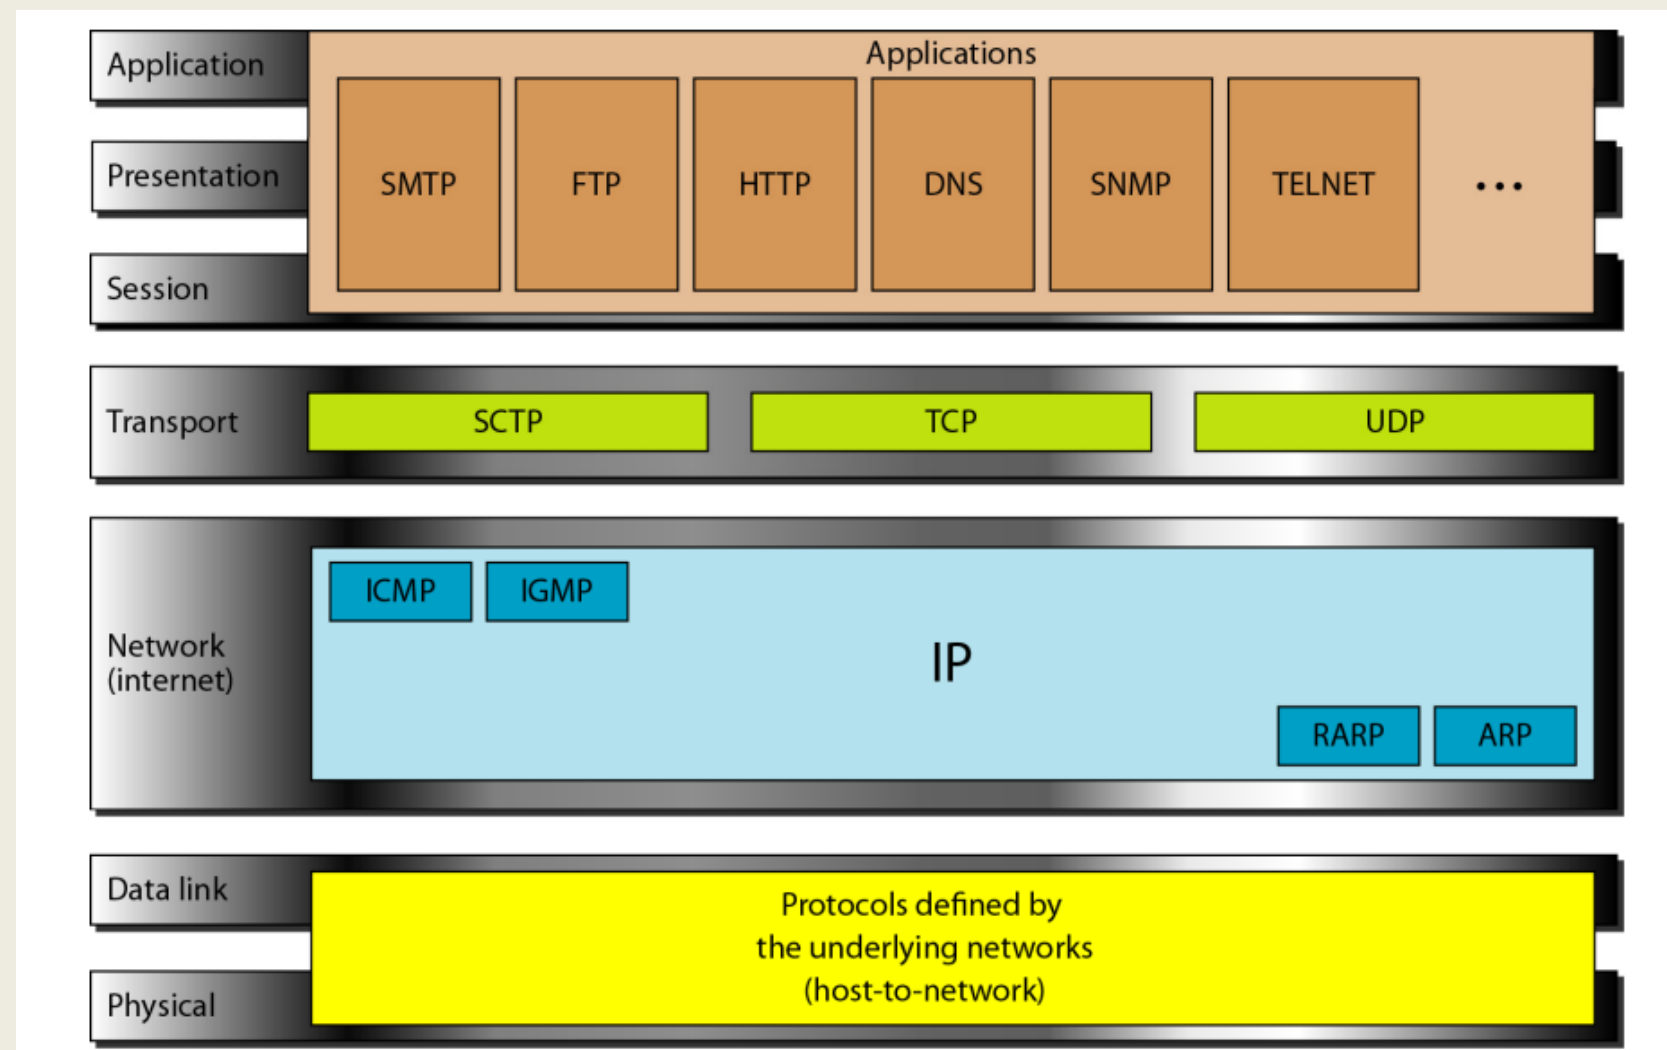 Application
Applications
Presentation
SMTP FTP HTTP DNS SNMP TELNET ...
Session
Transport
SCTP TCP UDP
Network
(internet)
ICMP IGMP
IP
RARP ARP
Data link
Protocols defined by
the underlying networks
(host-to-network)
Physical